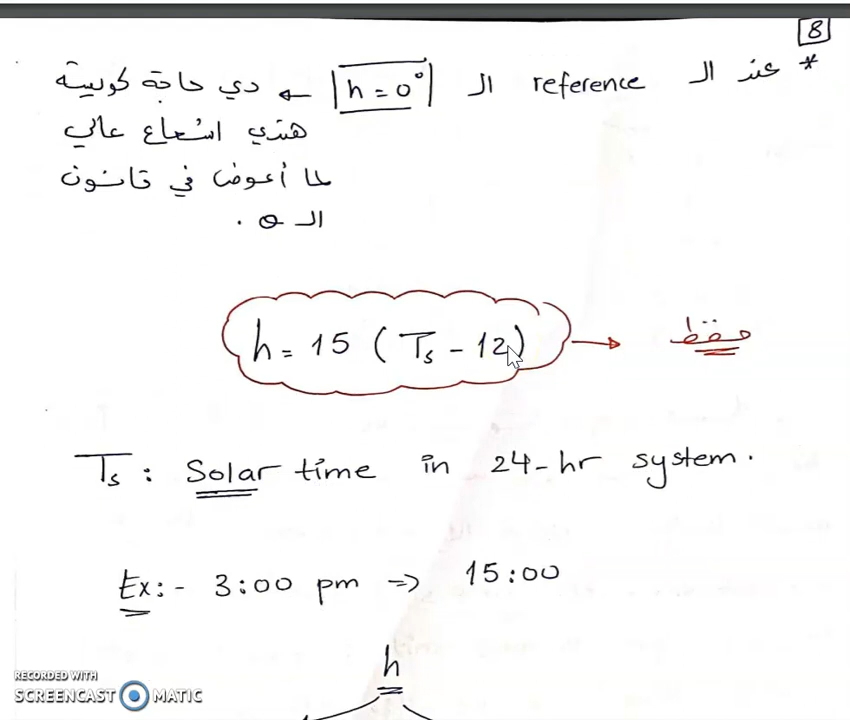 8
* عند الـ reference الـ h = 0° ← دي حاجة كويسة
هتدي اشعاع عالي
لما أعوض في قانون
الـ θ .
h = 15 ( Ts - 12 ) → فقط
Ts : Solar time in 24-hr system.
Ex:- 3:00 pm => 15:00
h
RECORDED WITH
SCREENCAST MATIC